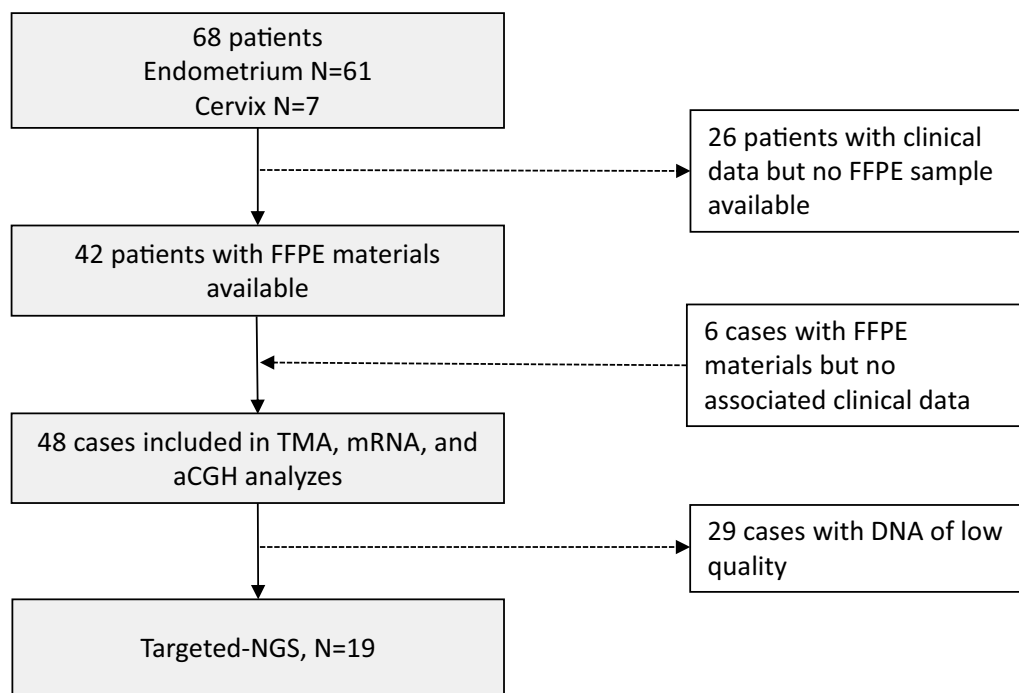 68 patients
Endometrium N=61
Cervix N=7
26 patients with clinical
data but no FFPE sample
available
42 patients with FFPE materials
available
6 cases with FFPE
materials but no
associated clinical data
48 cases included in TMA, mRNA, and
aCGH analyzes
29 cases with DNA of low
quality
Targeted-NGS, N=19